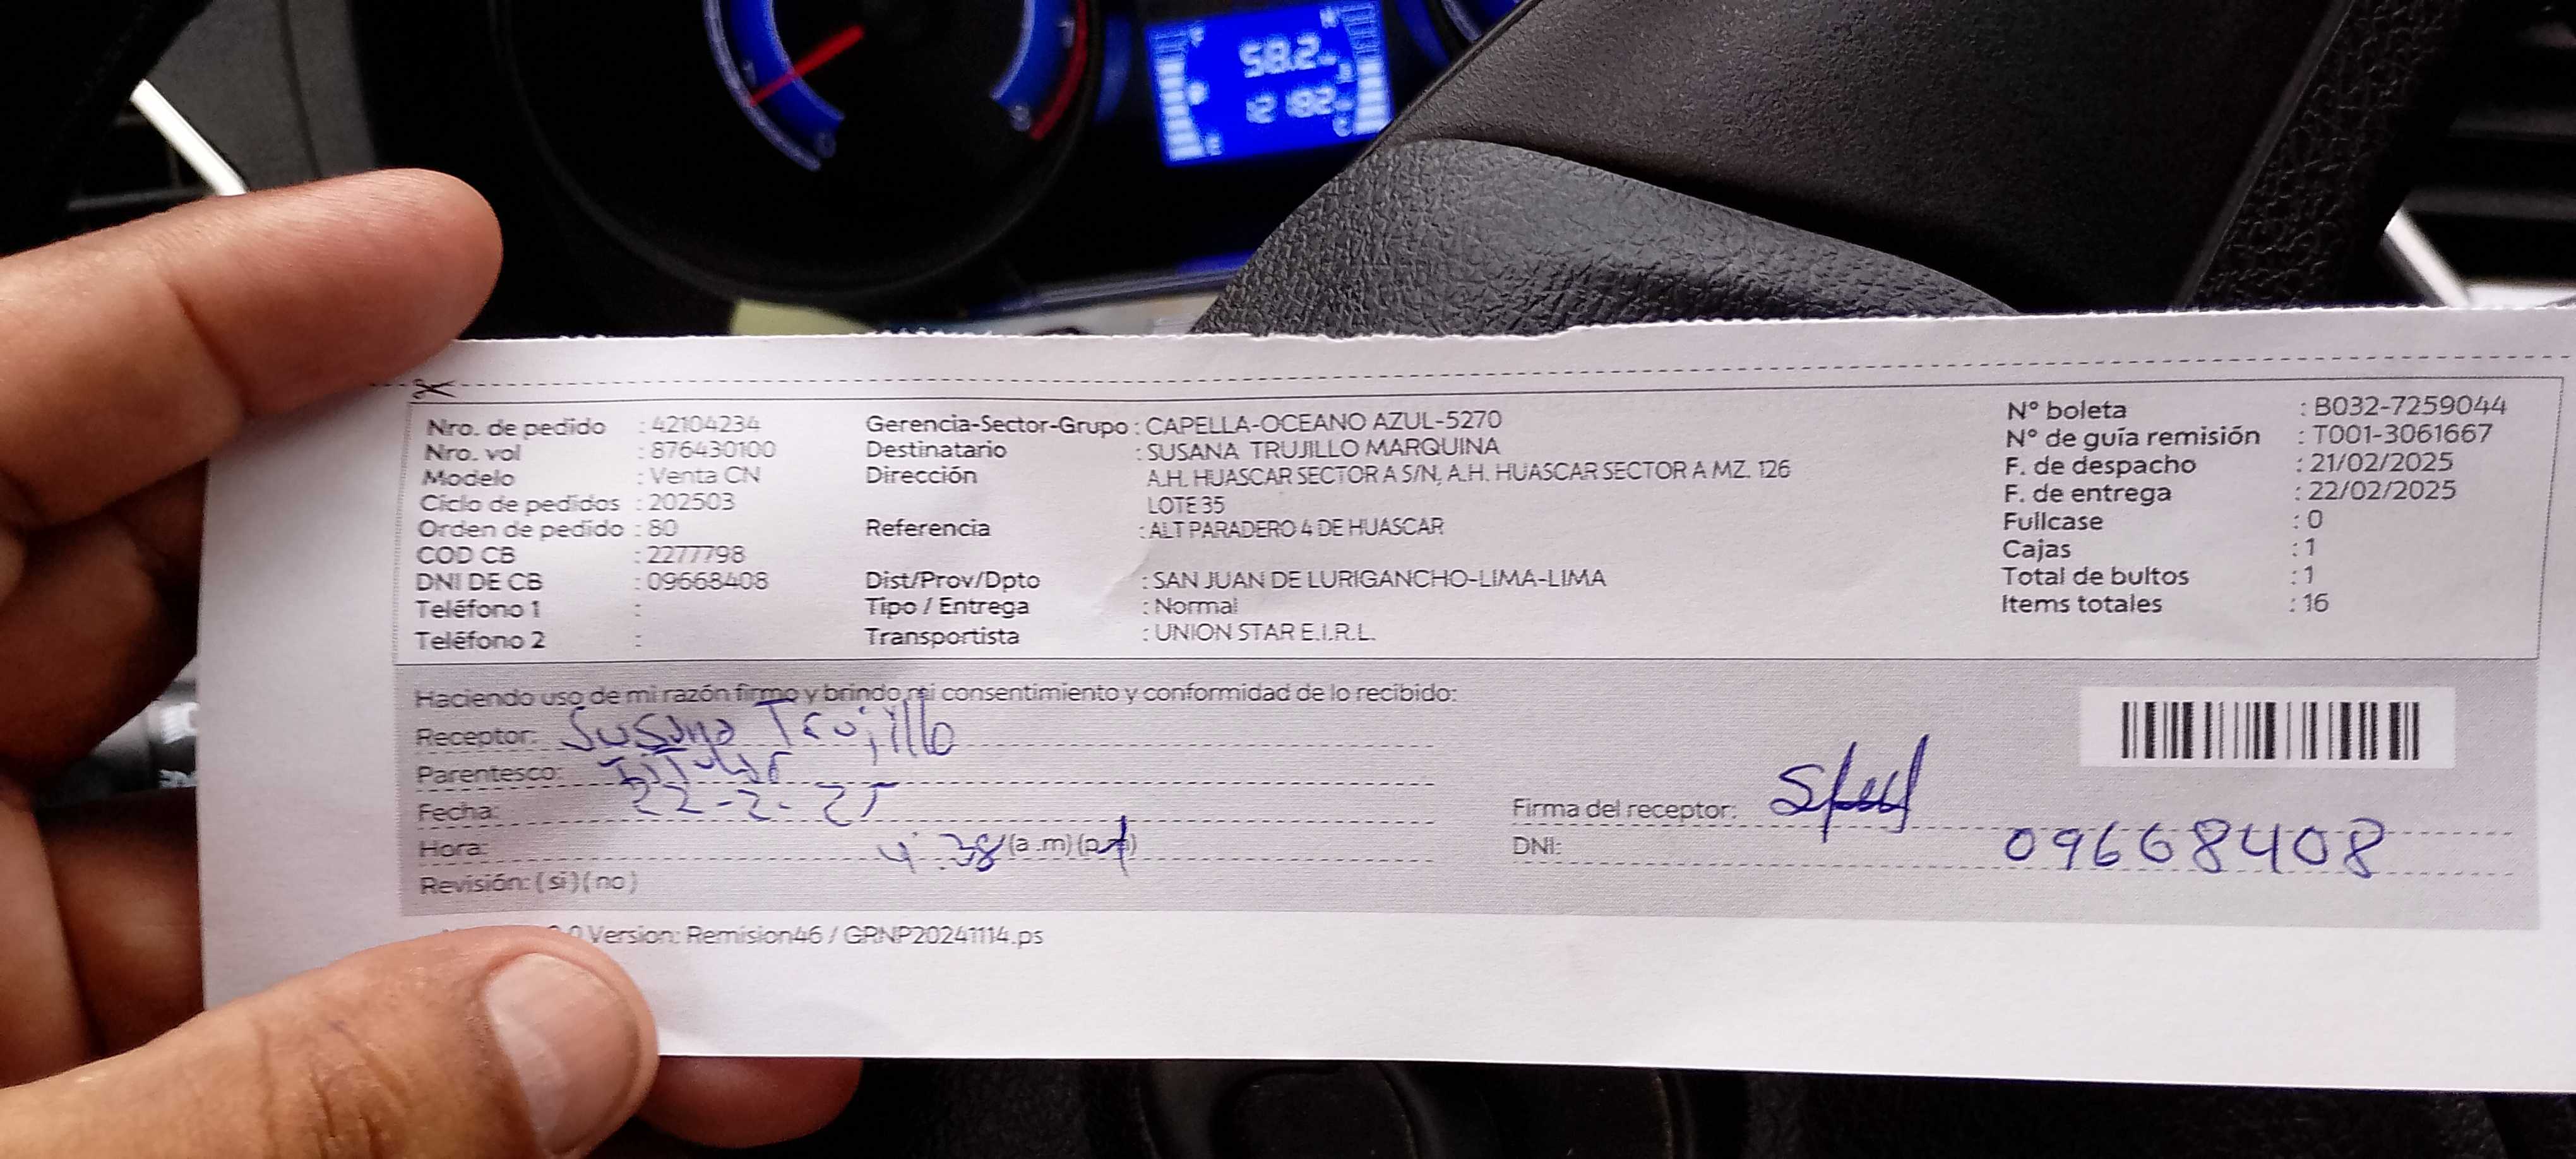 58.2
Nro. de pedido : 42104234
Nro. vol : 876430100
Modelo : Venta CN
Ciclo de pedidos : 202503
Orden de pedido : 80
COD CB : 2277798
DNI DE CB : 09668408
Teléfono 1 :
Teléfono 2 :
Gerencia-Sector-Grupo : CAPELLA-OCEANO AZUL-5270
Destinatario : SUSANA TRUJILLO MARQUINA
Dirección A.H. HUASCAR SECTOR A S/N, A.H. HUASCAR SECTOR A MZ. 126
LOTE 35
Referencia : ALT PARADERO 4 DE HUASCAR
Dist/Prov/Dpto : SAN JUAN DE LURIGANCHO-LIMA-LIMA
Tipo / Entrega : Normal
Transportista : UNION STAR E.I.R.L.
N° boleta : B032-7259044
N° de guía remisión : T001-3061667
F. de despacho : 21/02/2025
F. de entrega : 22/02/2025
Fullcase : 0
Cajas : 1
Total de bultos : 1
Items totales : 16
Haciendo uso de mi razón firmo y brindo mi consentimiento y conformidad de lo recibido:
Receptor: Susana Trujillo
Parentesco: Titular
Fecha: 22-2-25
Hora: 4:38 (a.m)(p.m)
Revisión: (si)(no)
Firma del receptor:
DNI: 09668408
Version: Remision46 / GRNP20241114.ps